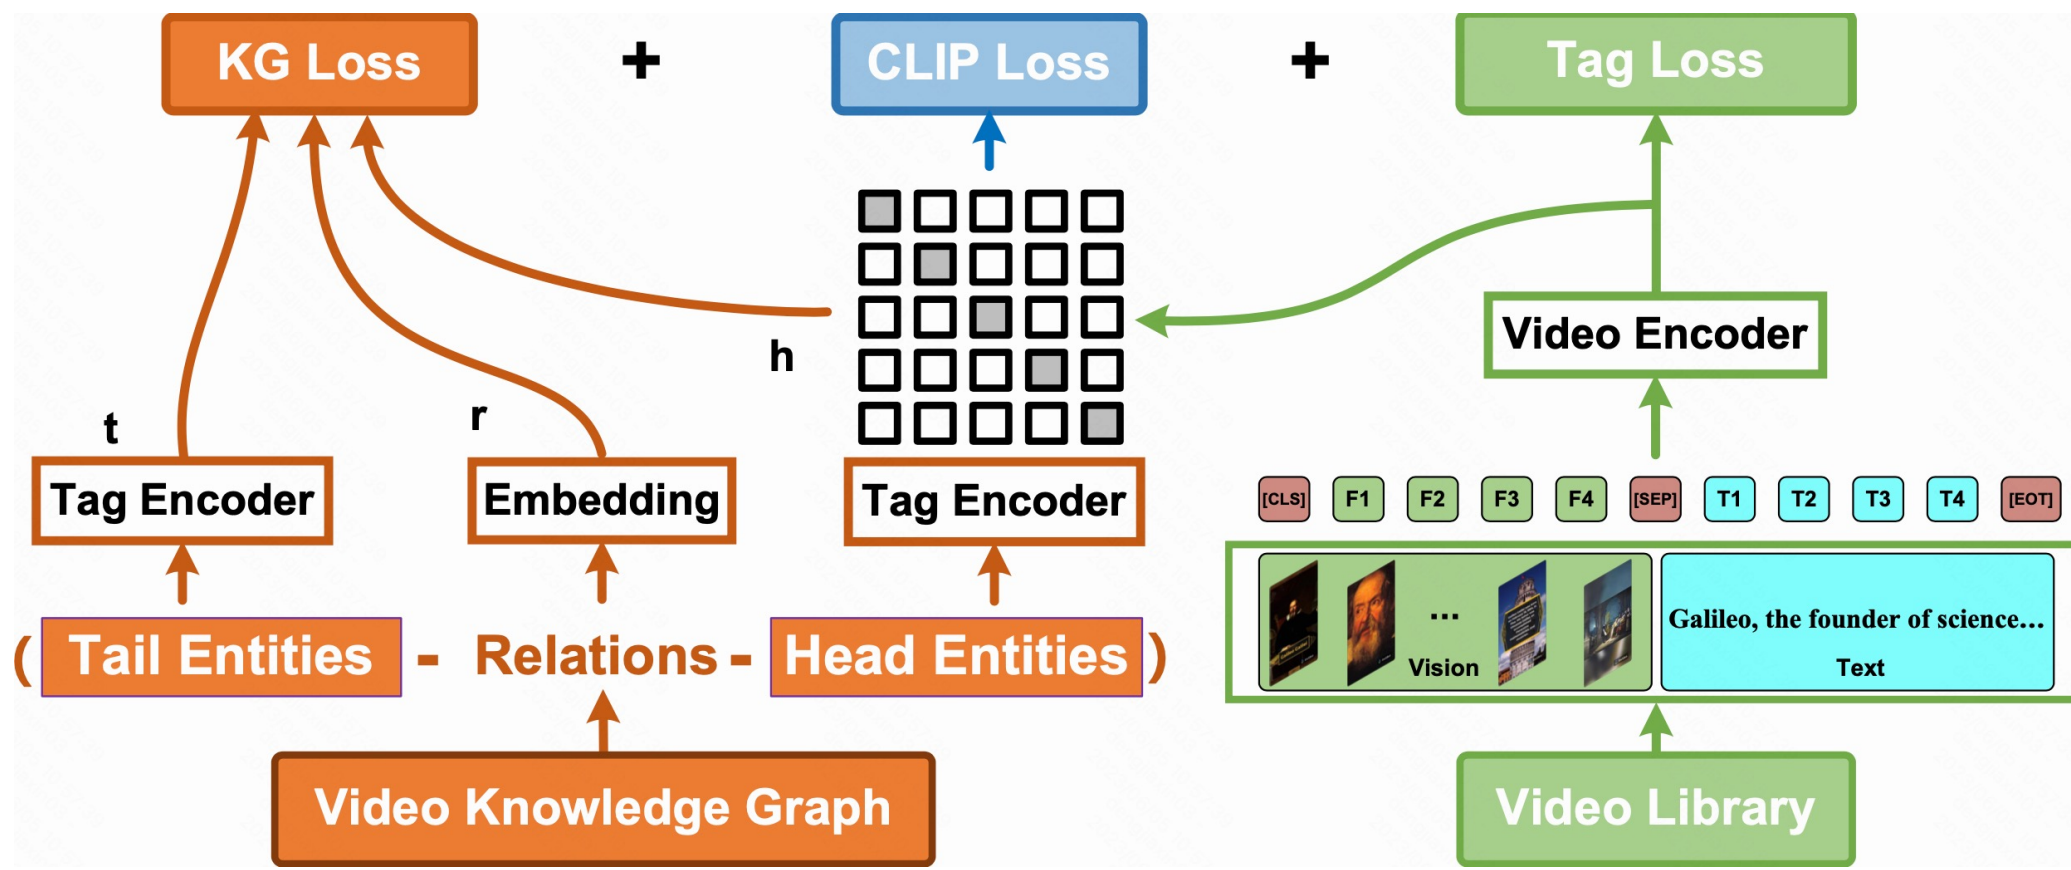 KG Loss + CLIP Loss + Tag Loss
h
t
r
Video Encoder
Tag Encoder
Embedding
Tag Encoder
[CLS] F1 F2 F3 F4 [SEP] T1 T2 T3 T4 [EOT]
... Galileo, the founder of science...
Vision
Text
( Tail Entities - Relations - Head Entities )
Video Knowledge Graph
Video Library